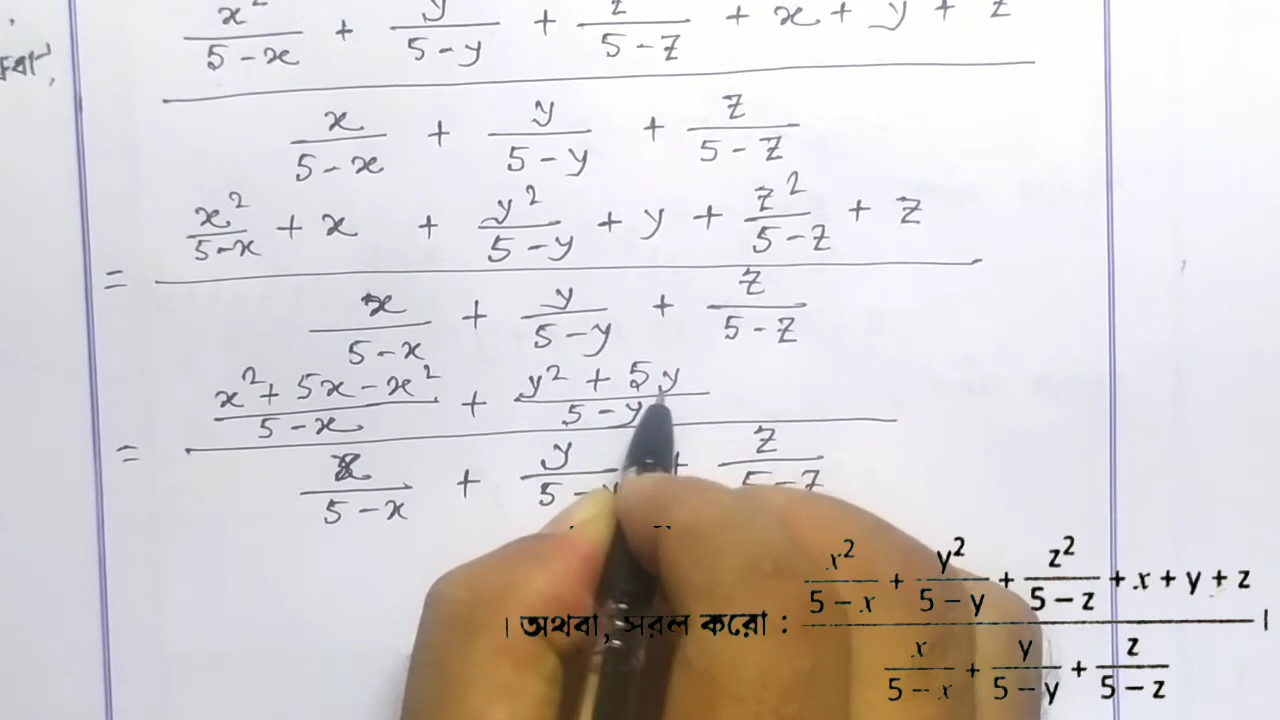 x²/(5-x) + y/(5-y) + z/(5-z) + x + y + z
x/(5-x) + y/(5-y) + z/(5-z)
= x²/(5-x) + x + y²/(5-y) + y + z²/(5-z) + z
x/(5-x) + y/(5-y) + z/(5-z)
= (x² + 5x - x²)/(5-x) + (y² + 5y)/(5-y)
x/(5-x) + y/(5-y) + z/(5-z)
। অথবা, সরল করো : (x²/(5-x) + y²/(5-y) + z²/(5-z) + x + y + z)/(x/(5-x) + y/(5-y) + z/(5-z)) ।